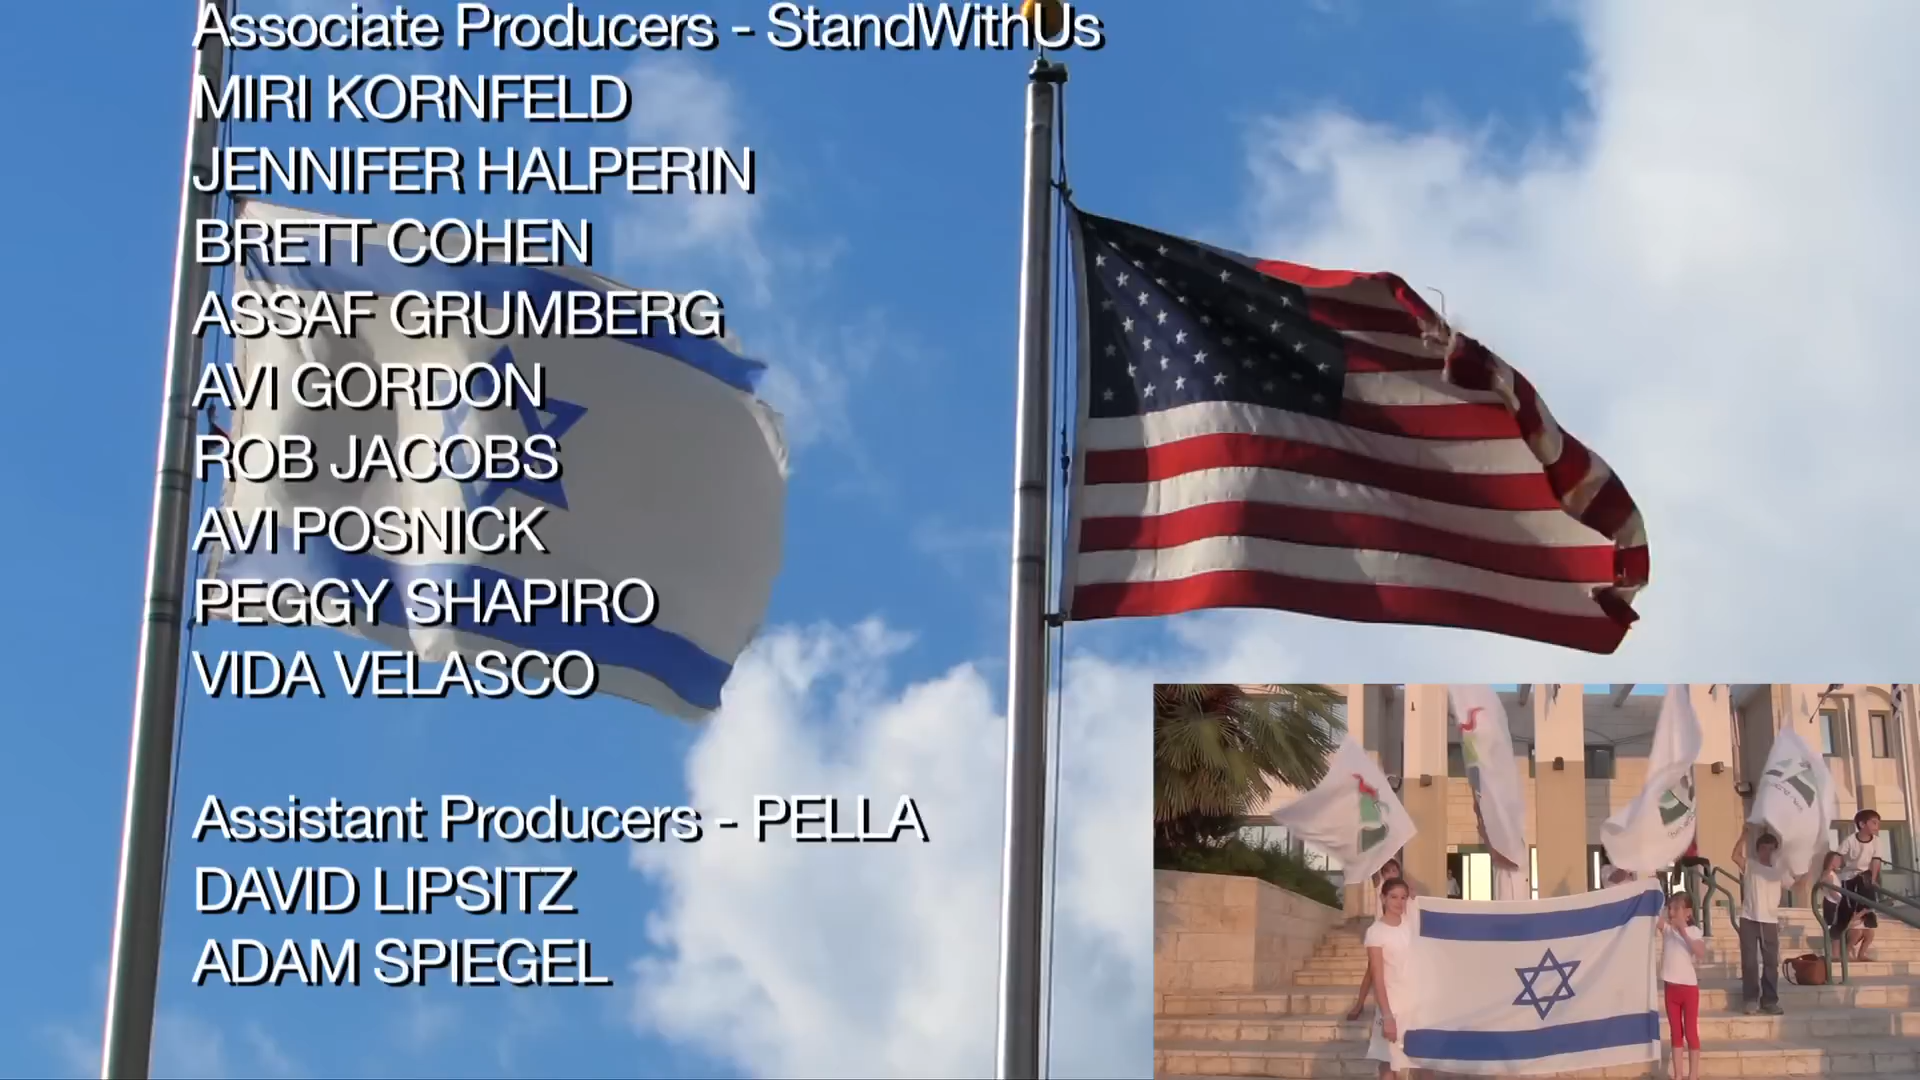 Associate Producers - StandWithUs
MIRI KORNFELD
JENNIFER HALPERIN
BRETT COHEN
ASSAF GRUMBERG
AVI GORDON
ROB JACOBS
AVI POSNICK
PEGGY SHAPIRO
VIDA VELASCO
Assistant Producers - PELLA
DAVID LIPSITZ
ADAM SPIEGEL